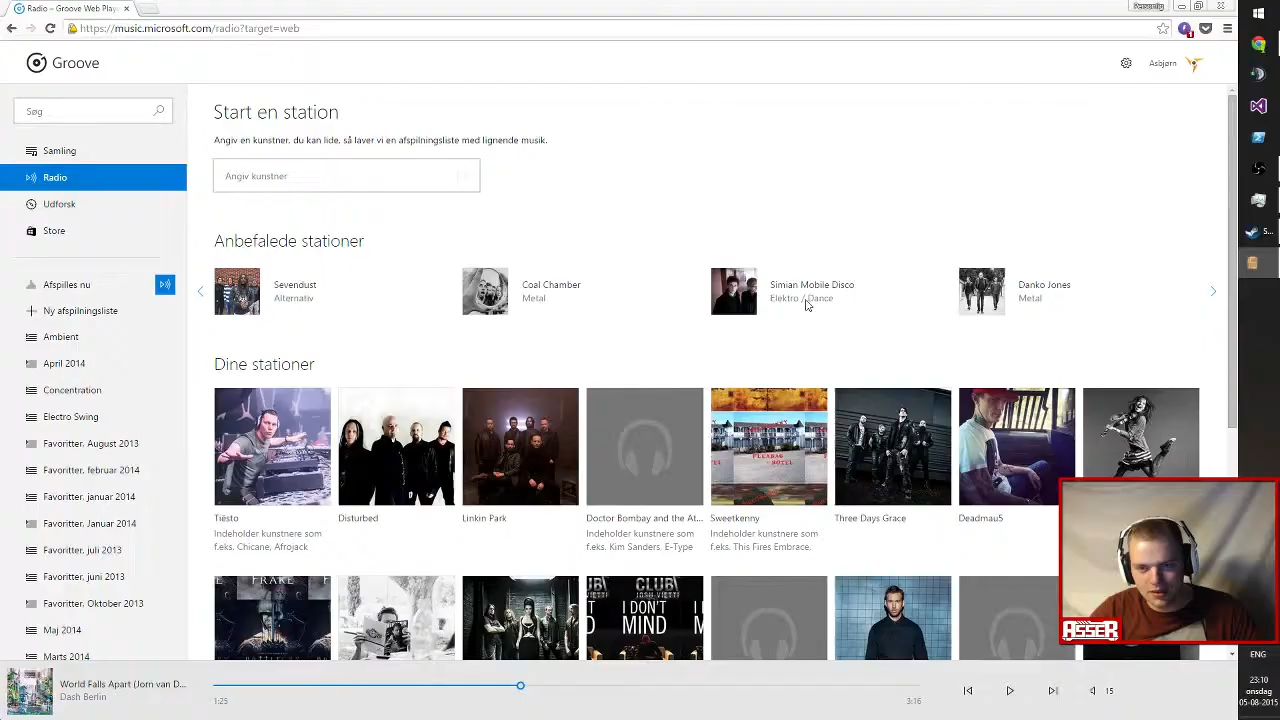 Radio – Groove Web Playe
Personlig
https://music.microsoft.com/radio?target=web
Groove
Asbjørn
Søg
Samling
Radio
Udforsk
Store
Afspilles nu
Ny afspilningsliste
Ambient
April 2014
Concentration
Electro Swing
Favoritter. August 2013
Favoritter, februar 2014
Favoritter, januar 2014
Favoritter, Januar 2014
Favoritter, juli 2013
Favoritter, juni 2013
Favoritter, Oktober 2013
Maj 2014
Marts 2014
Start en station
Angiv en kunstner, du kan lide, så laver vi en afspilningsliste med lignende musik.
Angiv kunstner
Anbefalede stationer
Sevendust
Alternativ
Coal Chamber
Metal
Simian Mobile Disco
Elektro / Dance
Danko Jones
Metal
Dine stationer
FLEABAG
HOTEL
Tiësto
Indeholder kunstnere som
f.eks. Chicane, Afrojack
Disturbed
Linkin Park
Doctor Bombay and the At...
Indeholder kunstnere som
f.eks. Kim Sanders, E-Type
Sweetkenny
Indeholder kunstnere som
f.eks. This Fires Embrace,
Three Days Grace
Deadmau5
I DON'T
MIND
ASSER
World Falls Apart (Jorn van D...
Dash Berlin
1:25
3:16
15
S...
ENG
23:10
onsdag
05-08-2015